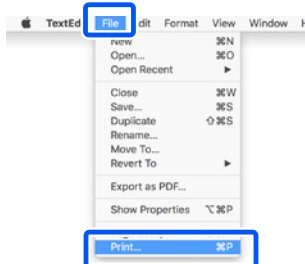 TextEd File dit Format View Window H
New ⌘N
Open... ⌘O
Open Recent ▶
Close ⌘W
Save... ⌘S
Duplicate ⇧⌘S
Rename...
Move To...
Revert To ▶
Export as PDF...
Show Properties ⌥⌘P
Print... ⌘P